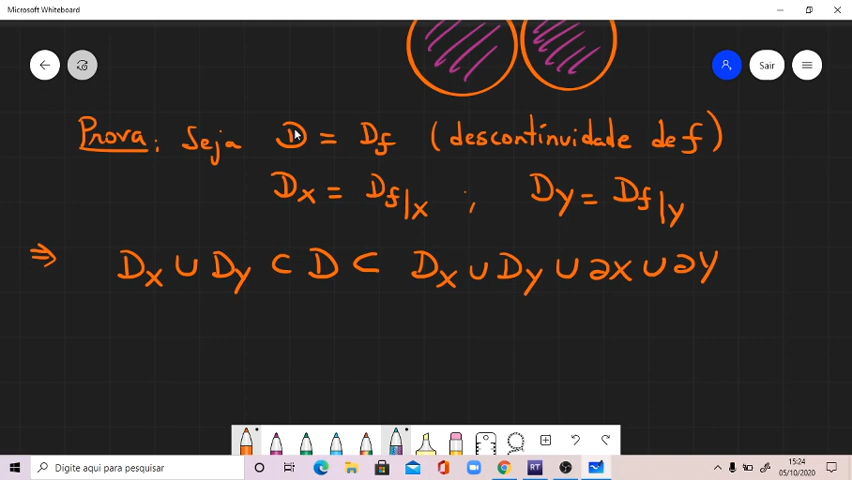 Microsoft Whiteboard
Sair
Prova: Seja D = Df (descontinuidade de f)
Dx = Df|x ; Dy = Df|y
⇒ Dx ∪ Dy ⊂ D ⊂ Dx ∪ Dy ∪ ∂X ∪ ∂Y
Digite aqui para pesquisar
RT
15:24
05/10/2020